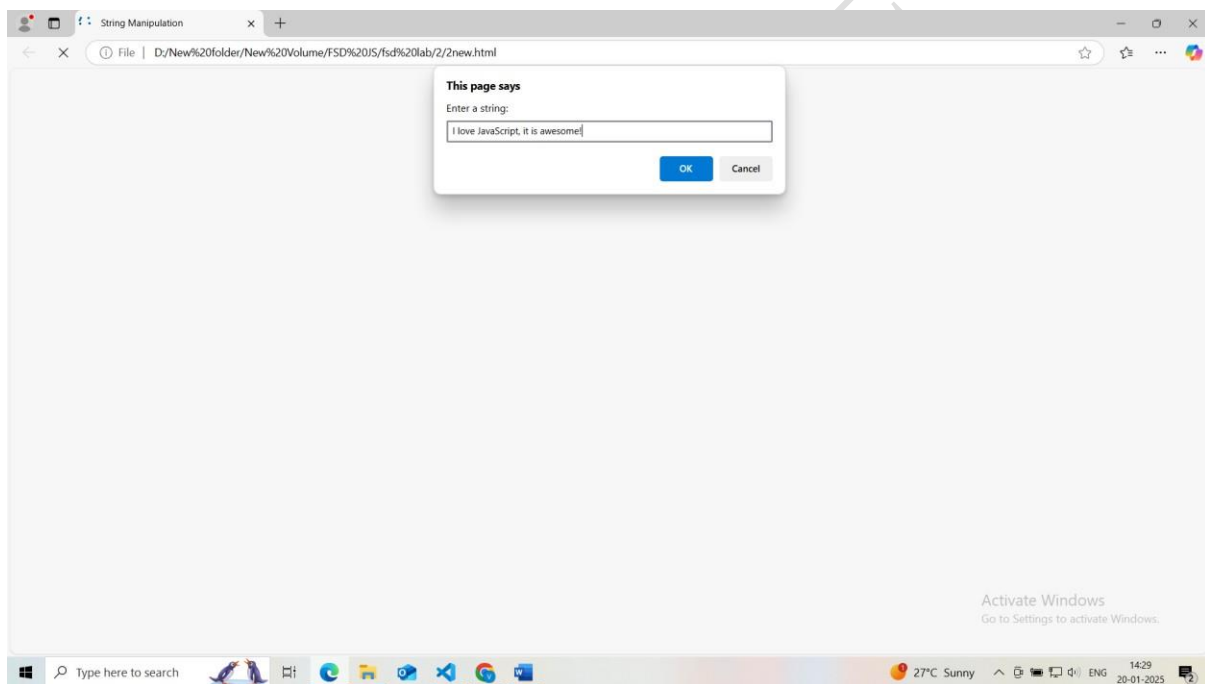 String Manipulation
File | D:/New%20folder/New%20Volume/FSD%20JS/fsd%20lab/2/2new.html
This page says
Enter a string:
I love JavaScript, it is awesome!
OK Cancel
Activate Windows
Go to Settings to activate Windows.
Type here to search
27°C Sunny
ENG
14:29
20-01-2025